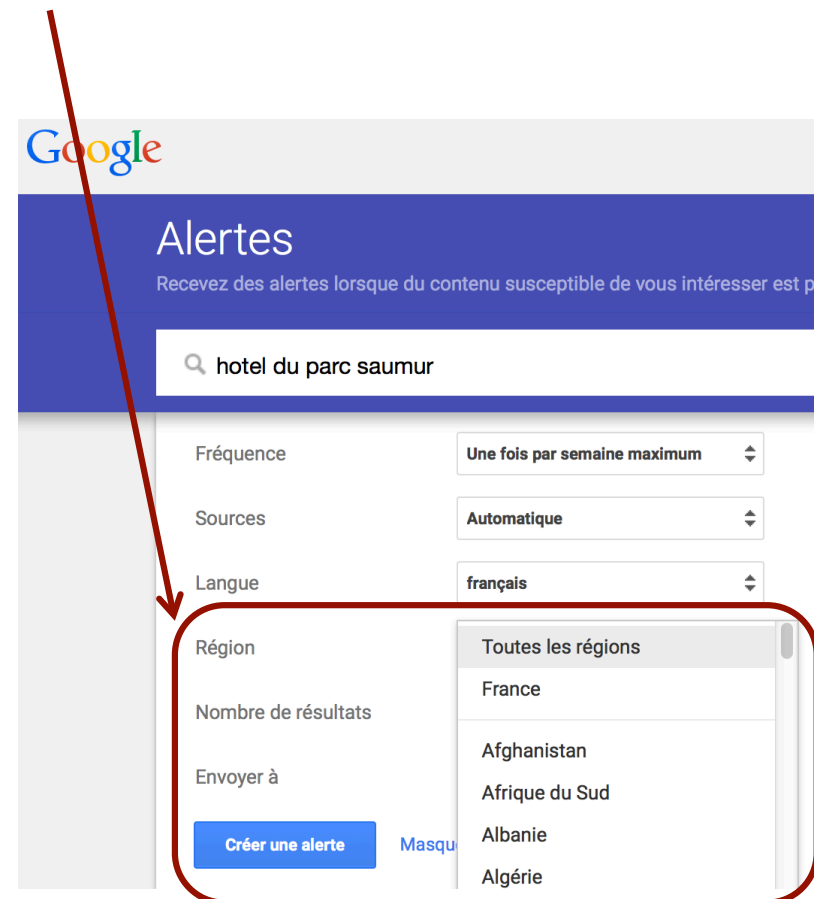 Google
Alertes
Recevez des alertes lorsque du contenu susceptible de vous intéresser est p
hotel du parc saumur
Fréquence Une fois par semaine maximum
Sources Automatique
Langue français
Région Toutes les régions
France
Nombre de résultats
Afghanistan
Envoyer à
Afrique du Sud
Créer une alerte Masqu Albanie
Algérie